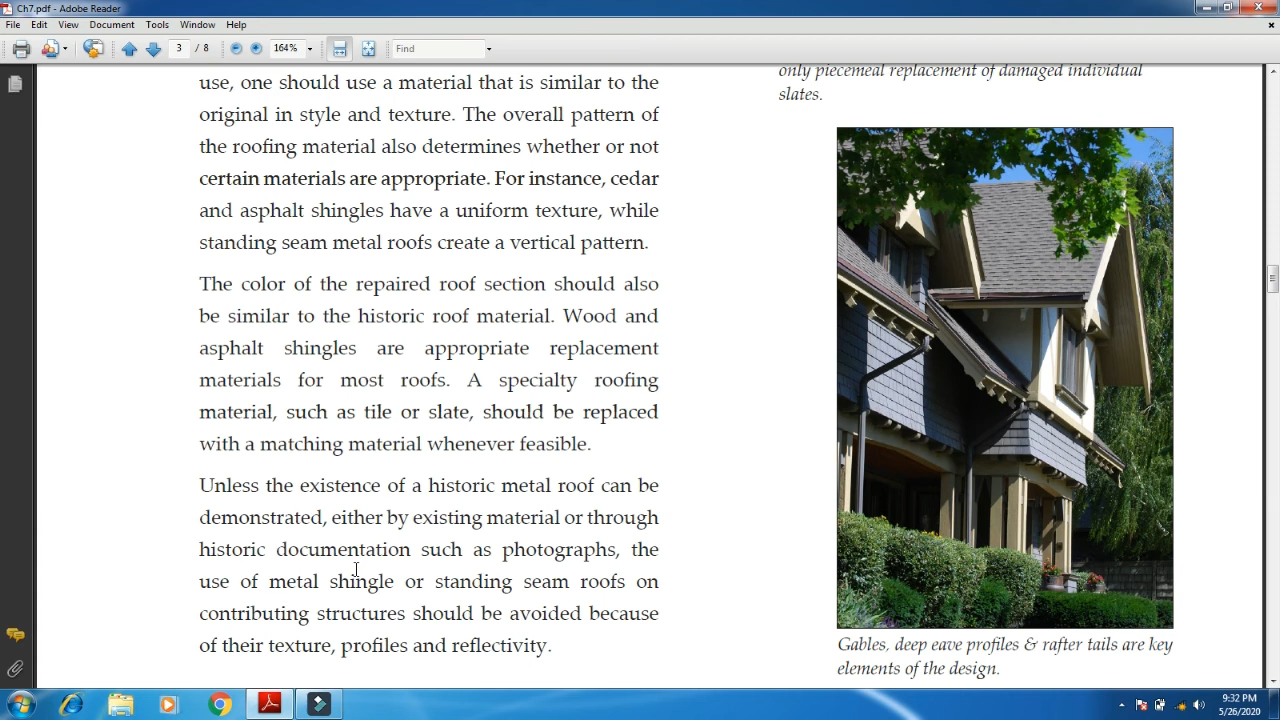 Ch7.pdf - Adobe Reader
File Edit View Document Tools Window Help
3 / 8 164% Find
use, one should use a material that is similar to the
original in style and texture. The overall pattern of
the roofing material also determines whether or not
certain materials are appropriate. For instance, cedar
and asphalt shingles have a uniform texture, while
standing seam metal roofs create a vertical pattern.
The color of the repaired roof section should also
be similar to the historic roof material. Wood and
asphalt shingles are appropriate replacement
materials for most roofs. A specialty roofing
material, such as tile or slate, should be replaced
with a matching material whenever feasible.
Unless the existence of a historic metal roof can be
demonstrated, either by existing material or through
historic documentation such as photographs, the
use of metal shingle or standing seam roofs on
contributing structures should be avoided because
of their texture, profiles and reflectivity.
only piecemeal replacement of damaged individual
slates.
Gables, deep eave profiles & rafter tails are key
elements of the design.
9:32 PM
5/26/2020